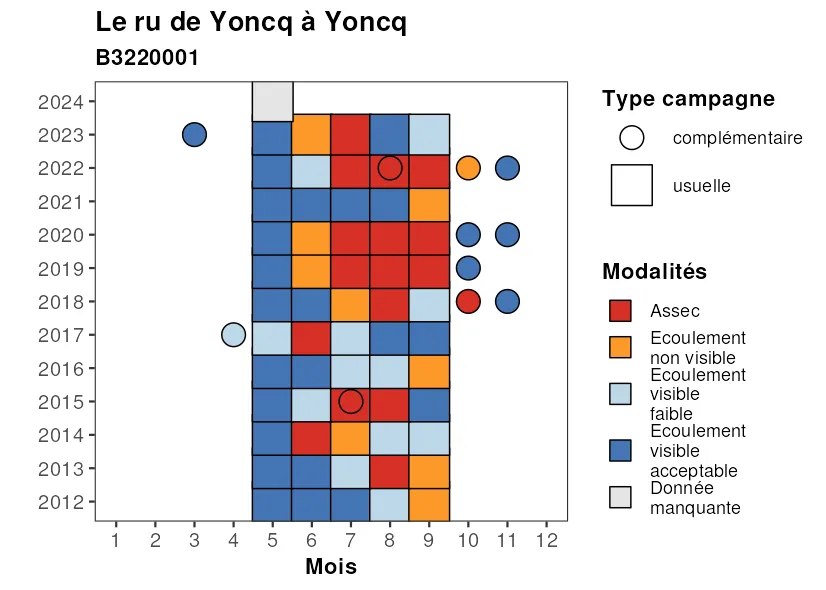 Le ru de Yoncq à Yoncq
B3220001
2024
2023
2022
2021
2020
2019
2018
2017
2016
2015
2014
2013
2012
1 2 3 4 5 6 7 8 9 10 11 12
Mois
Type campagne
complémentaire
usuelle
Modalités
Assec
Ecoulement
non visible
Ecoulement
visible
faible
Ecoulement
visible
acceptable
Donnée
manquante